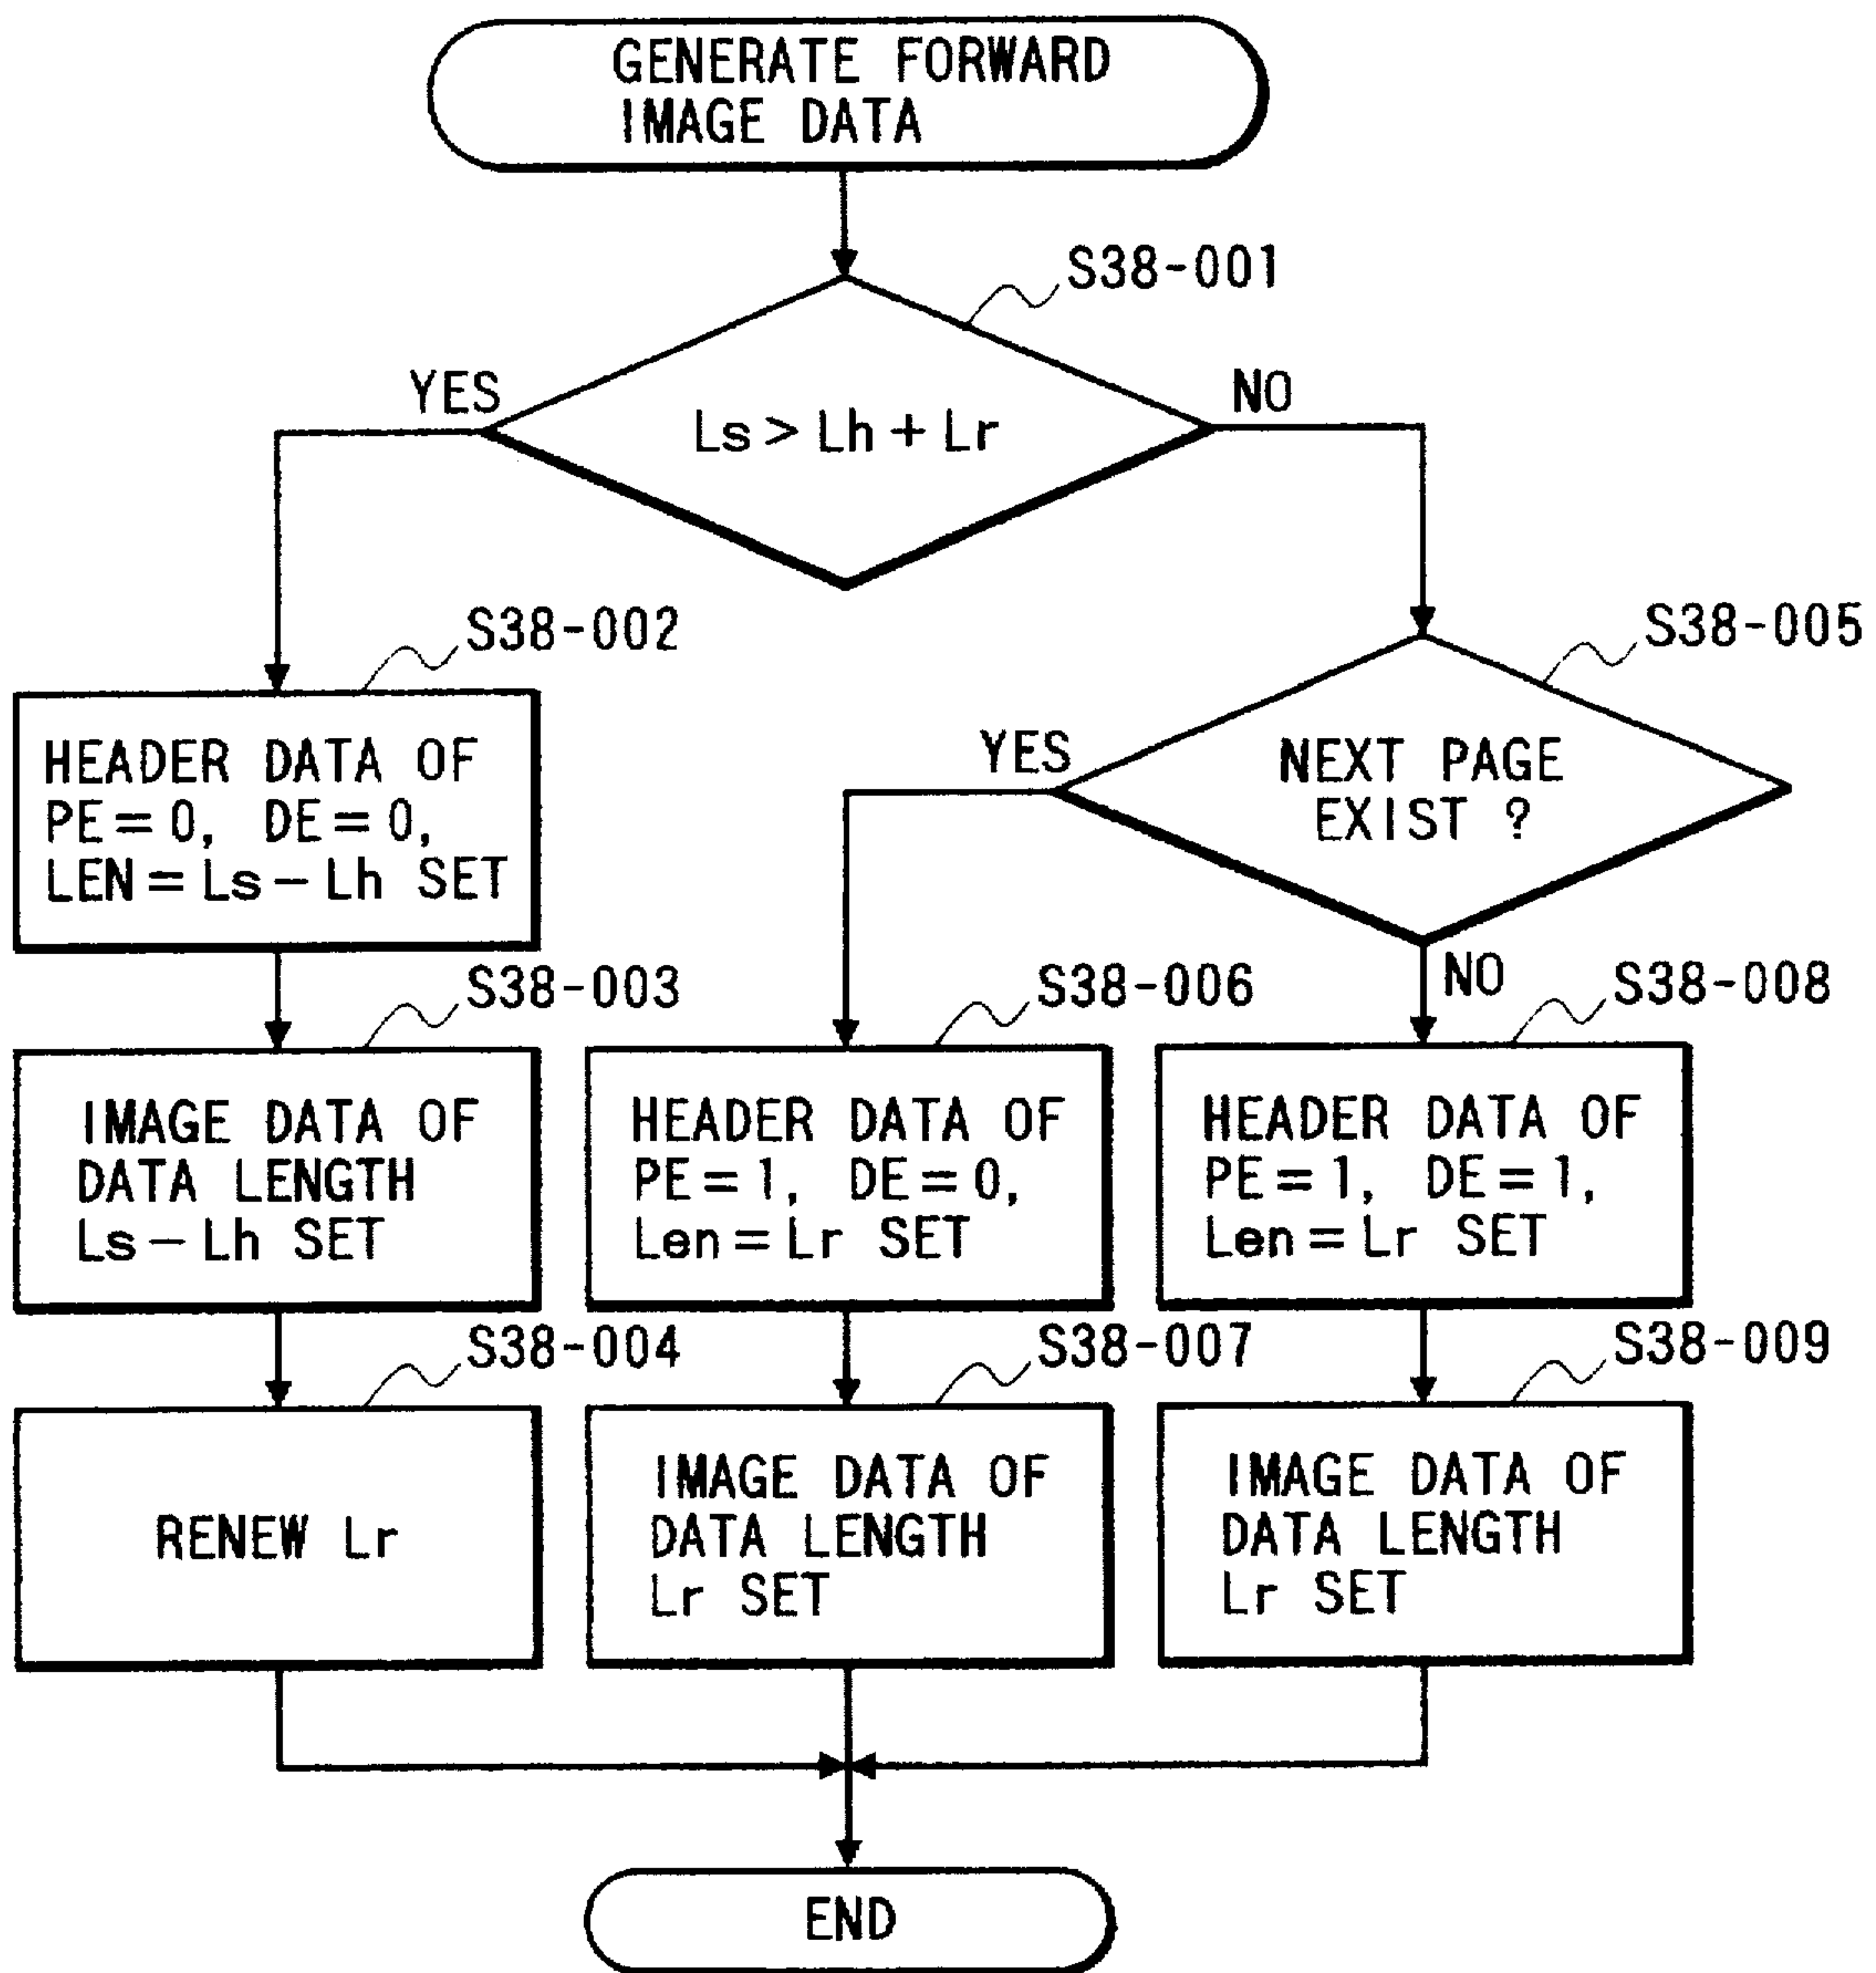 GENERATE FORWARD
IMAGE DATA
S38-001
YES
NO
Ls > Lh + Lr
S38-002
HEADER DATA OF
PE=0, DE=0,
LEN=Ls-Lh SET
S38-005
YES
NEXT PAGE
EXIST ?
NO
S38-003
IMAGE DATA OF
DATA LENGTH
Ls-Lh SET
S38-006
HEADER DATA OF
PE=1, DE=0,
Len=Lr SET
S38-008
HEADER DATA OF
PE=1, DE=1,
Len=Lr SET
S38-004
RENEW Lr
S38-007
IMAGE DATA OF
DATA LENGTH
Lr SET
S38-009
IMAGE DATA OF
DATA LENGTH
Lr SET
END